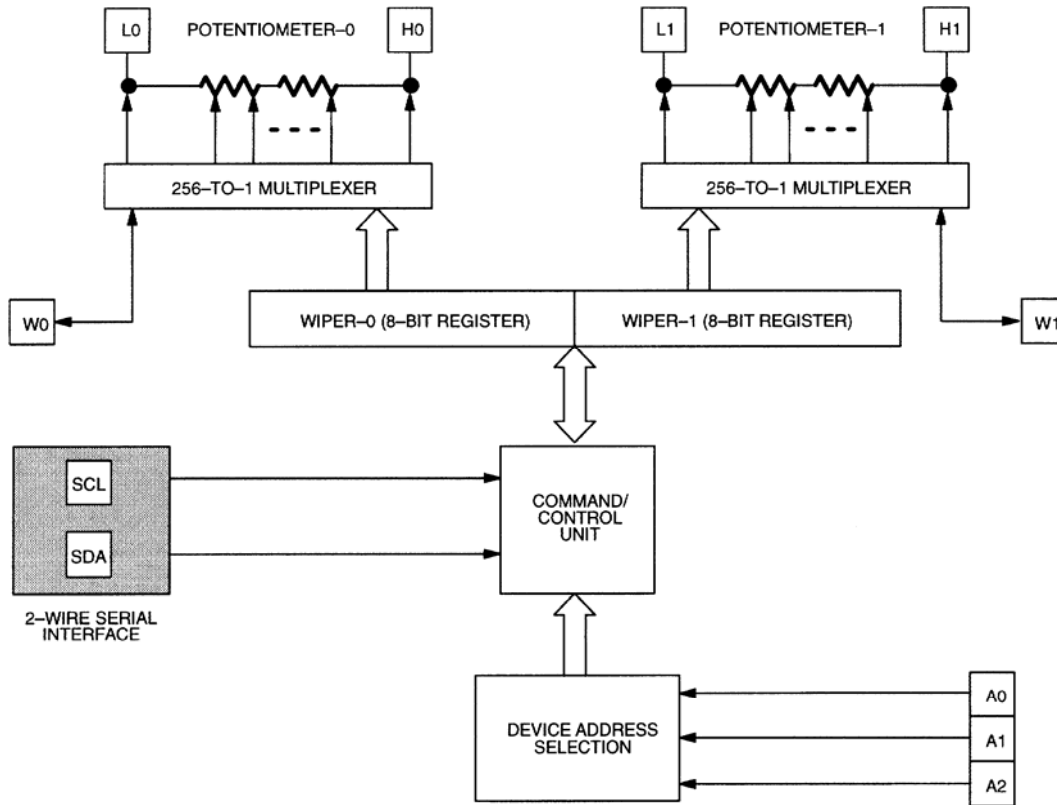 L0
POTENTIOMETER–0
H0
L1
POTENTIOMETER–1
H1
256–TO–1 MULTIPLEXER
256–TO–1 MULTIPLEXER
W0
WIPER–0 (8–BIT REGISTER)
WIPER–1 (8–BIT REGISTER)
W1
SCL
SDA
2–WIRE SERIAL
INTERFACE
COMMAND/
CONTROL
UNIT
DEVICE ADDRESS
SELECTION
A0
A1
A2